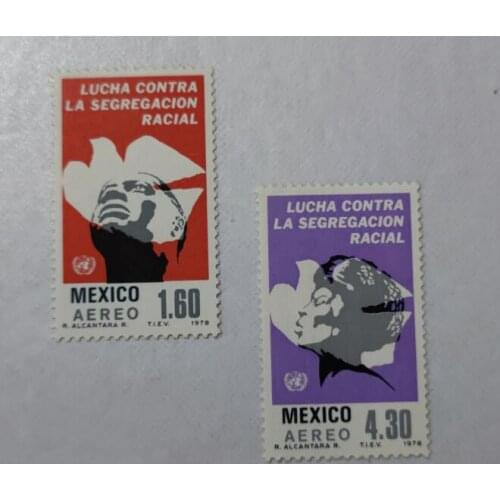 LUCHA CONTRA
LA SEGREGACION
RACIAL
MEXICO 1.60
AEREO
R. ALCANTARA R. T.I.E.V. 1978
LUCHA CONTRA
LA SEGREGACION
RACIAL
MEXICO 4.30
AEREO
R. ALCANTARA R. T.I.E.V. 1978